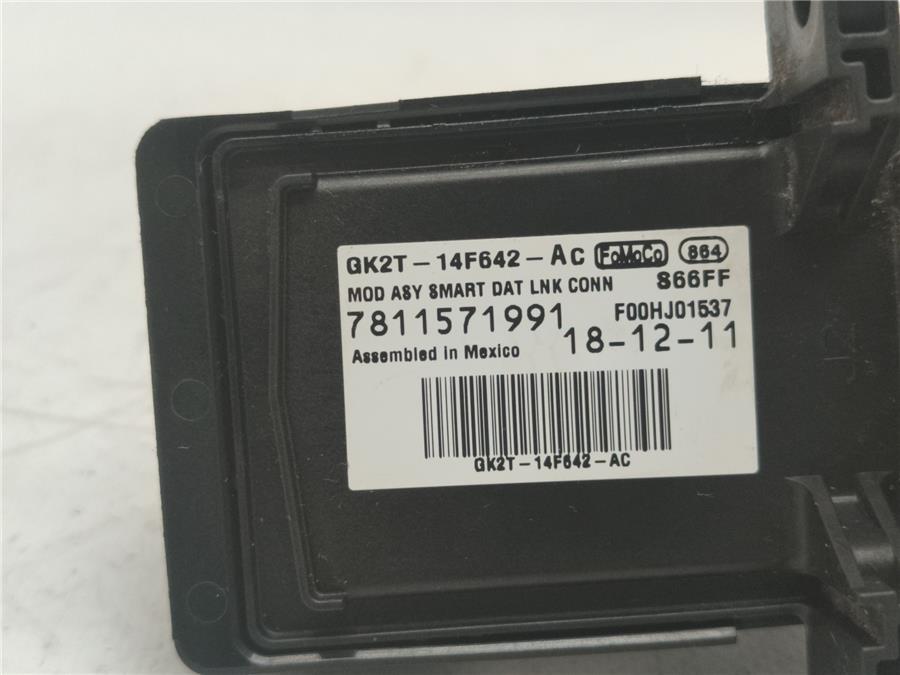 GK2T-14F642-AC FoMoCo 864
MOD ASY SMART DAT LNK CONN 866FF
7811571991 F00HJ01537
Assembled in Mexico 18-12-11
GK2T-14F642-AC